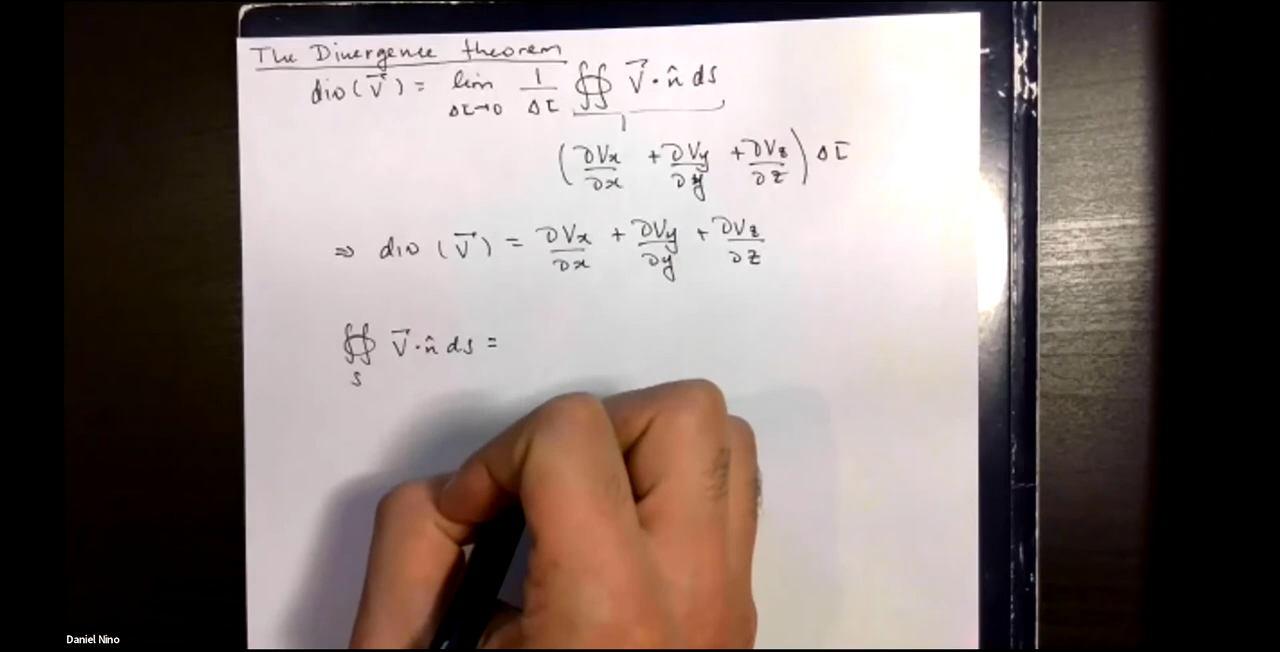 The Divergence theorem
div(V⃗) = lim Δτ→0 1/Δτ ∯ V⃗·n̂ ds
(∂Vx/∂x + ∂Vy/∂y + ∂Vz/∂z) Δτ
⇒ div (V⃗) = ∂Vx/∂x + ∂Vy/∂y + ∂Vz/∂z
∯_S V⃗·n̂ ds =
Daniel Nino